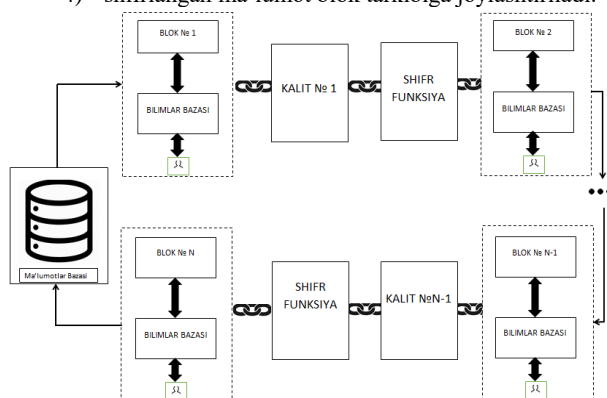 4) shifrlangan ma'lumot blok tarkibiga joylashtiriladi.
BLOK № 1
BILIMLAR BAZASI
KALIT № 1
SHIFR
FUNKSIYA
BLOK № 2
BILIMLAR BAZASI
Ma'lumotlar Bazasi
BLOK № N
BILIMLAR BAZASI
SHIFR
FUNKSIYA
KALIT №N-1
BLOK № N-1
BILIMLAR BAZASI